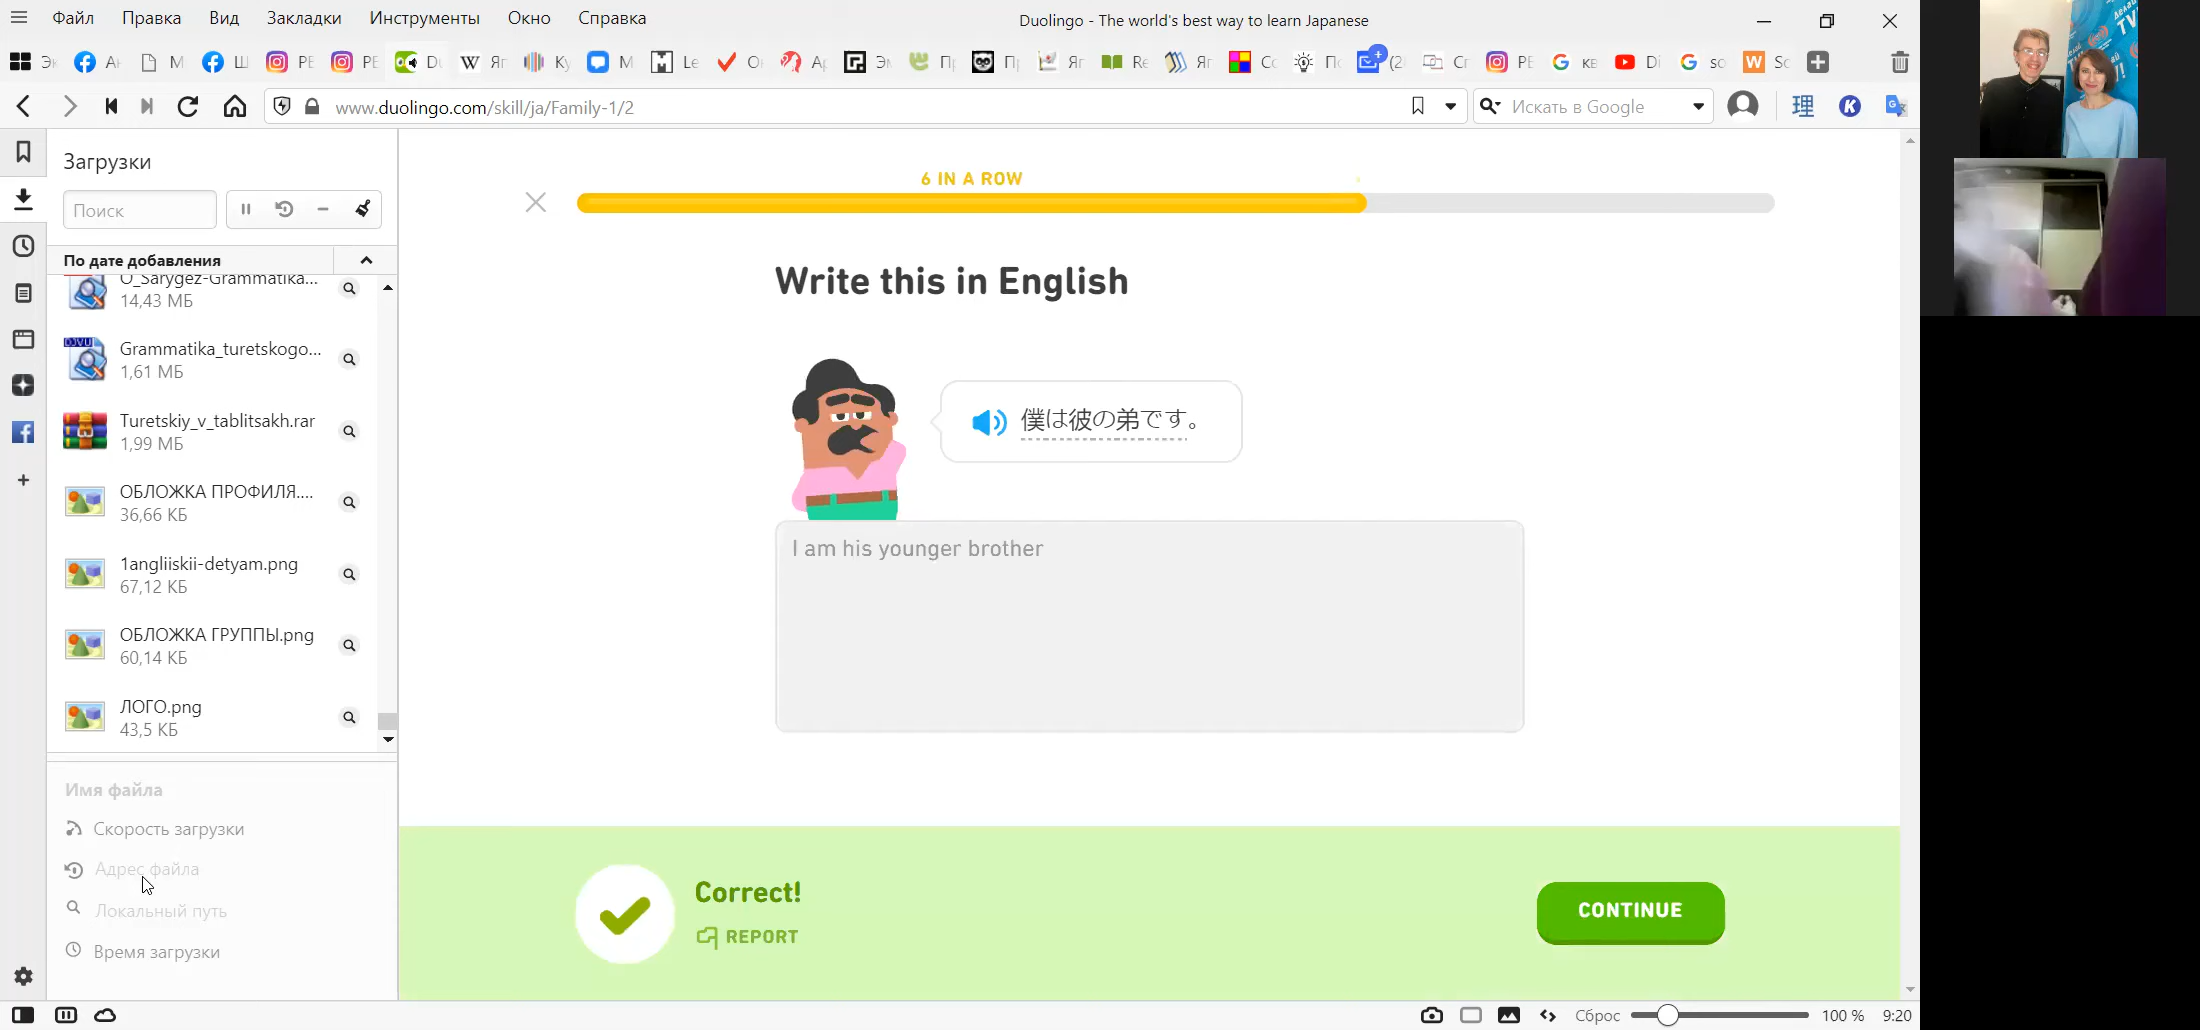 Файл Правка Вид Закладки Инструменты Окно Справка
Duolingo - The world's best way to learn Japanese
www.duolingo.com/skill/ja/Family-1/2
Искать в Google
Загрузки
Поиск
По дате добавления
O_Sarygez-Grammatika...
14,43 МБ
Grammatika_turetskogo...
1,61 МБ
Turetskiy_v_tablitsakh.rar
1,99 МБ
ОБЛОЖКА ПРОФИЛЯ....
36,66 КБ
1angliiskii-detyam.png
67,12 КБ
ОБЛОЖКА ГРУППЫ.png
60,14 КБ
ЛОГО.png
43,5 КБ
Имя файла
Скорость загрузки
Адрес файла
Локальный путь
Время загрузки
6 IN A ROW
Write this in English
僕は彼の弟です。
I am his younger brother
Correct!
REPORT
CONTINUE
Сброс 100 % 9:20